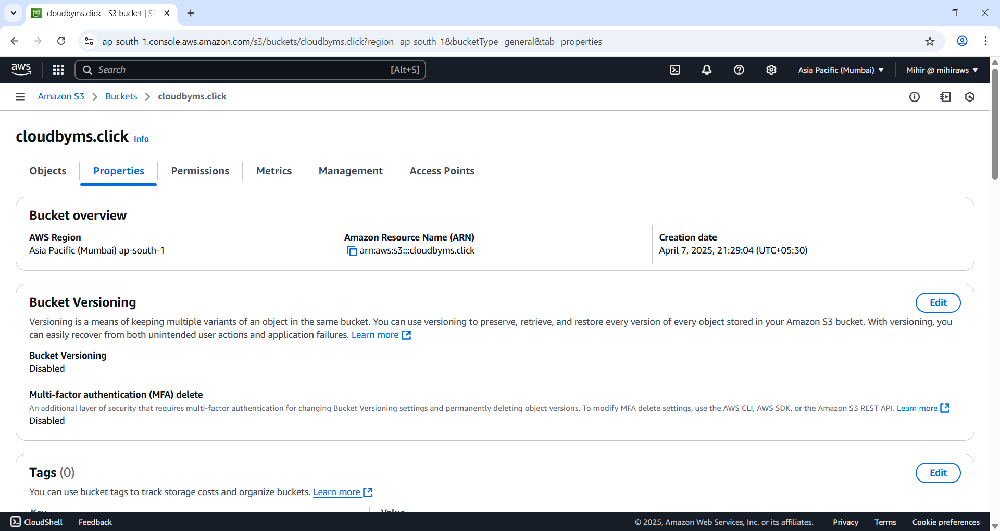 cloudbyms.click - S3 bucket | S3
ap-south-1.console.aws.amazon.com/s3/buckets/cloudbyms.click?region=ap-south-1&bucketType=general&tab=properties
aws
Search [Alt+S]
Asia Pacific (Mumbai)
Mihir @ mihiraws
Amazon S3 > Buckets > cloudbyms.click
cloudbyms.click Info
Objects Properties Permissions Metrics Management Access Points
Bucket overview
AWS Region
Asia Pacific (Mumbai) ap-south-1
Amazon Resource Name (ARN)
arn:aws:s3:::cloudbyms.click
Creation date
April 7, 2025, 21:29:04 (UTC+05:30)
Bucket Versioning
Edit
Versioning is a means of keeping multiple variants of an object in the same bucket. You can use versioning to preserve, retrieve, and restore every version of every object stored in your Amazon S3 bucket. With versioning, you
can easily recover from both unintended user actions and application failures. Learn more
Bucket Versioning
Disabled
Multi-factor authentication (MFA) delete
An additional layer of security that requires multi-factor authentication for changing Bucket Versioning settings and permanently deleting object versions. To modify MFA delete settings, use the AWS CLI, AWS SDK, or the Amazon S3 REST API. Learn more
Disabled
Tags (0)
Edit
You can use bucket tags to track storage costs and organize buckets. Learn more
Key Value
CloudShell Feedback © 2025, Amazon Web Services, Inc. or its affiliates. Privacy Terms Cookie preferences